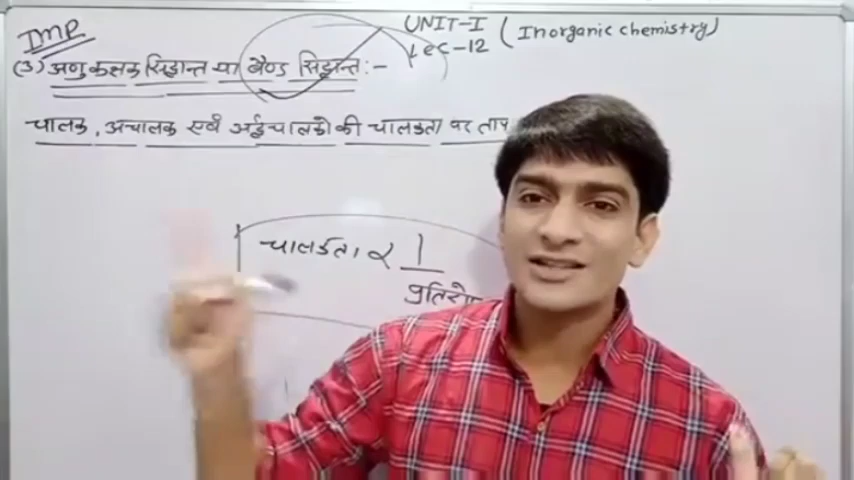 Imp
UNIT-I (Inorganic chemistry)
Lec-12
(3) अणु कक्षक सिद्धान्त या बैण्ड सिद्धान्त :-
चालक, अचालक एवं अर्द्धचालको की चालकता पर ताप
चालकता ∝ 1